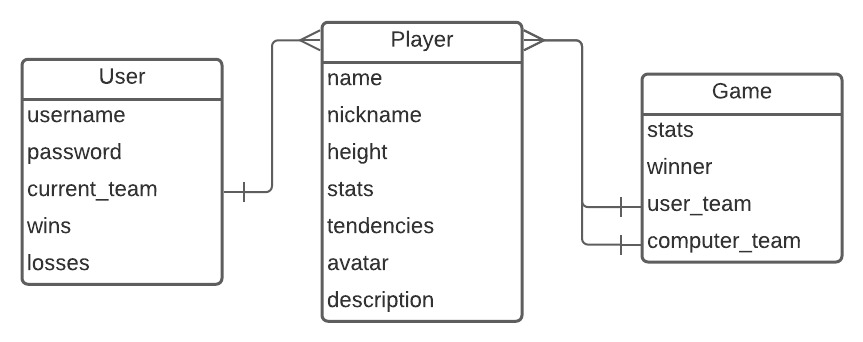 User
username
password
current_team
wins
losses
Player
name
nickname
height
stats
tendencies
avatar
description
Game
stats
winner
user_team
computer_team